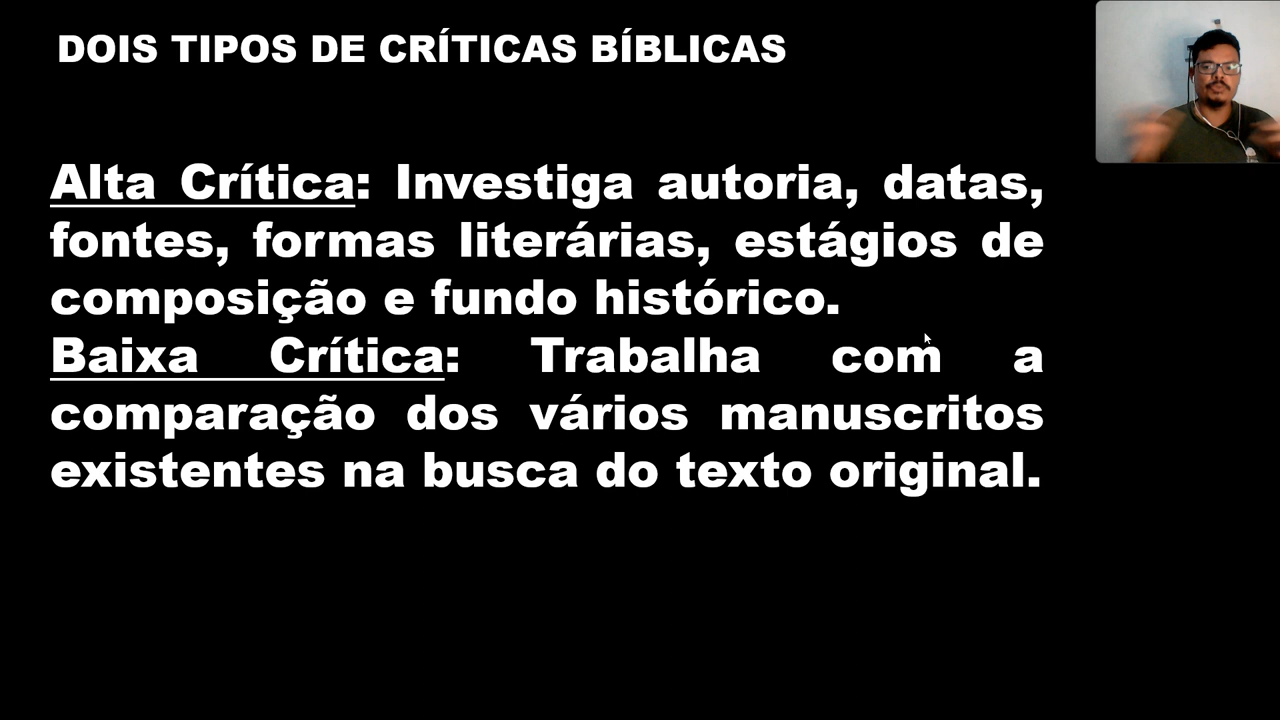 DOIS TIPOS DE CRÍTICAS BÍBLICAS
Alta Crítica: Investiga autoria, datas,
fontes, formas literárias, estágios de
composição e fundo histórico.
Baixa Crítica: Trabalha com a
comparação dos vários manuscritos
existentes na busca do texto original.